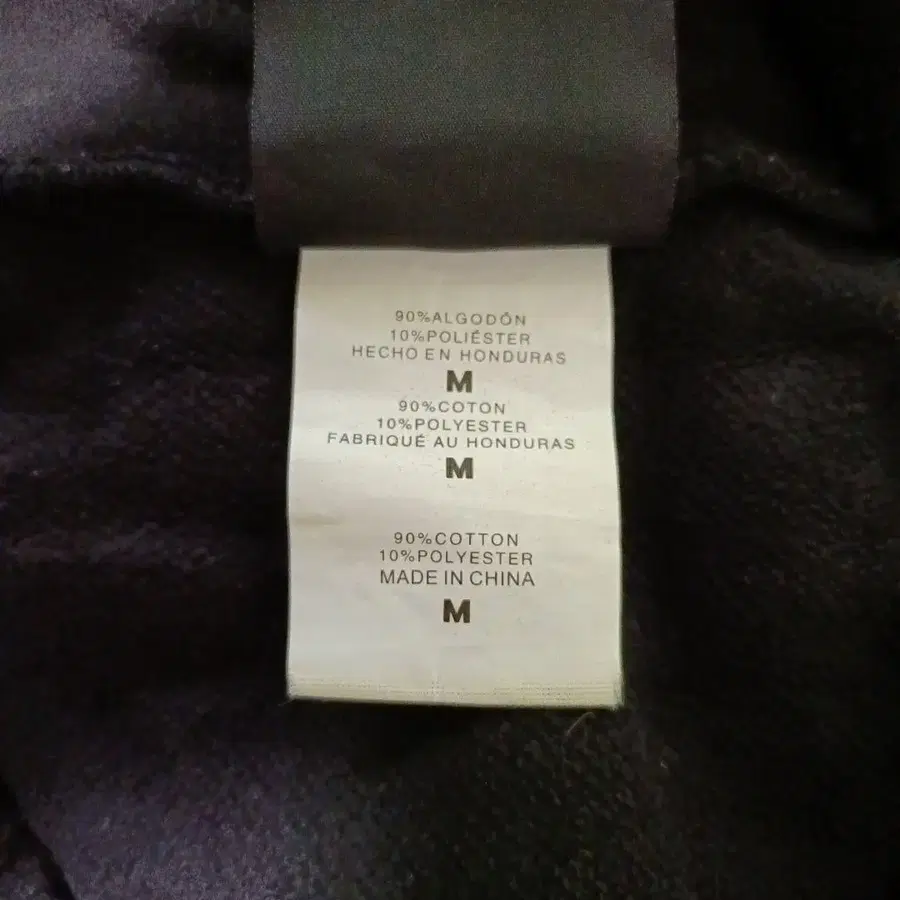 90%ALGODÓN
10%POLIÉSTER
HECHO EN HONDURAS
M
90%COTON
10%POLYESTER
FABRIQUÉ AU HONDURAS
M
90%COTTON
10%POLYESTER
MADE IN CHINA
M